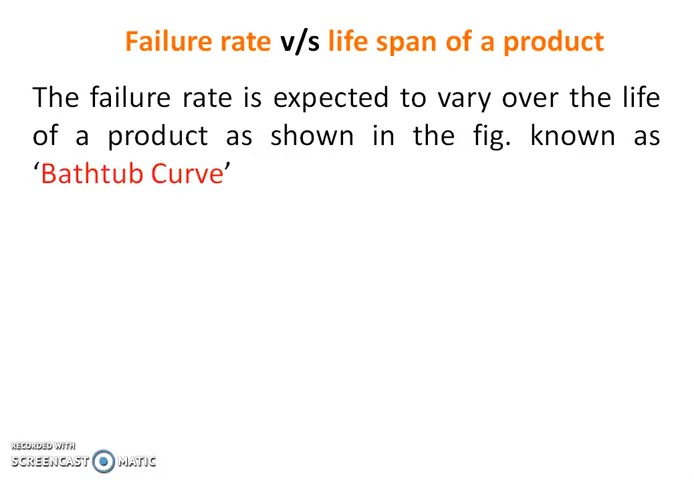 Failure rate v/s life span of a product
The failure rate is expected to vary over the life
of a product as shown in the fig. known as
‘Bathtub Curve’
RECORDED WITH
SCREENCAST MATIC